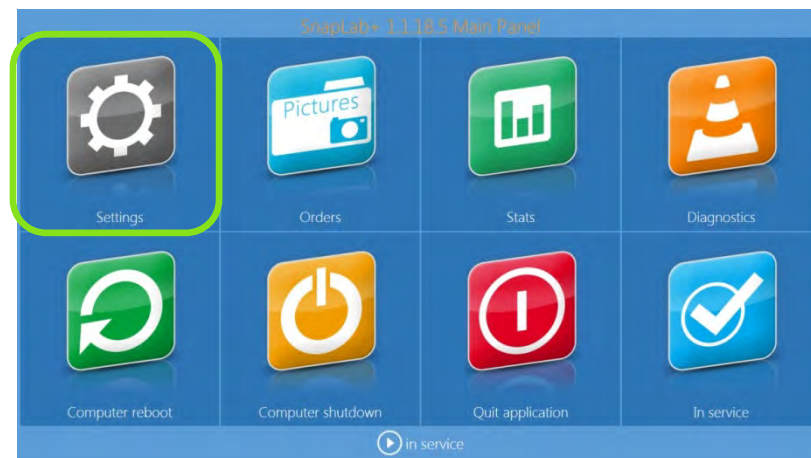 SnapLab+ 1.1.18.5 Main Panel
Pictures
Settings
Orders
Stats
Diagnostics
Computer reboot
Computer shutdown
Quit application
In service
in service